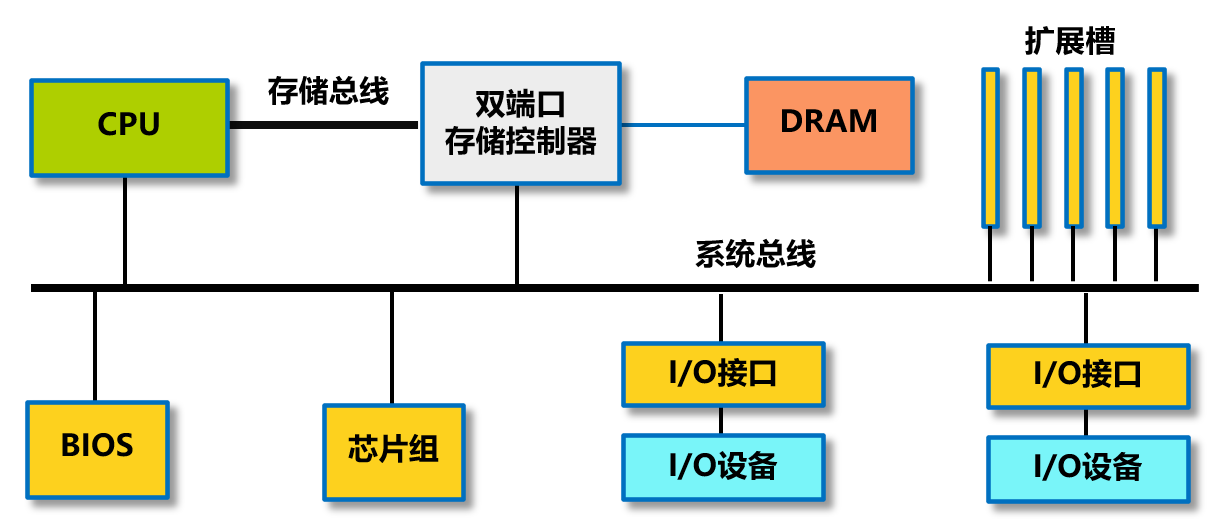 扩展槽
存储总线
CPU
双端口
存储控制器
DRAM
系统总线
I/O接口
I/O接口
BIOS
芯片组
I/O设备
I/O设备